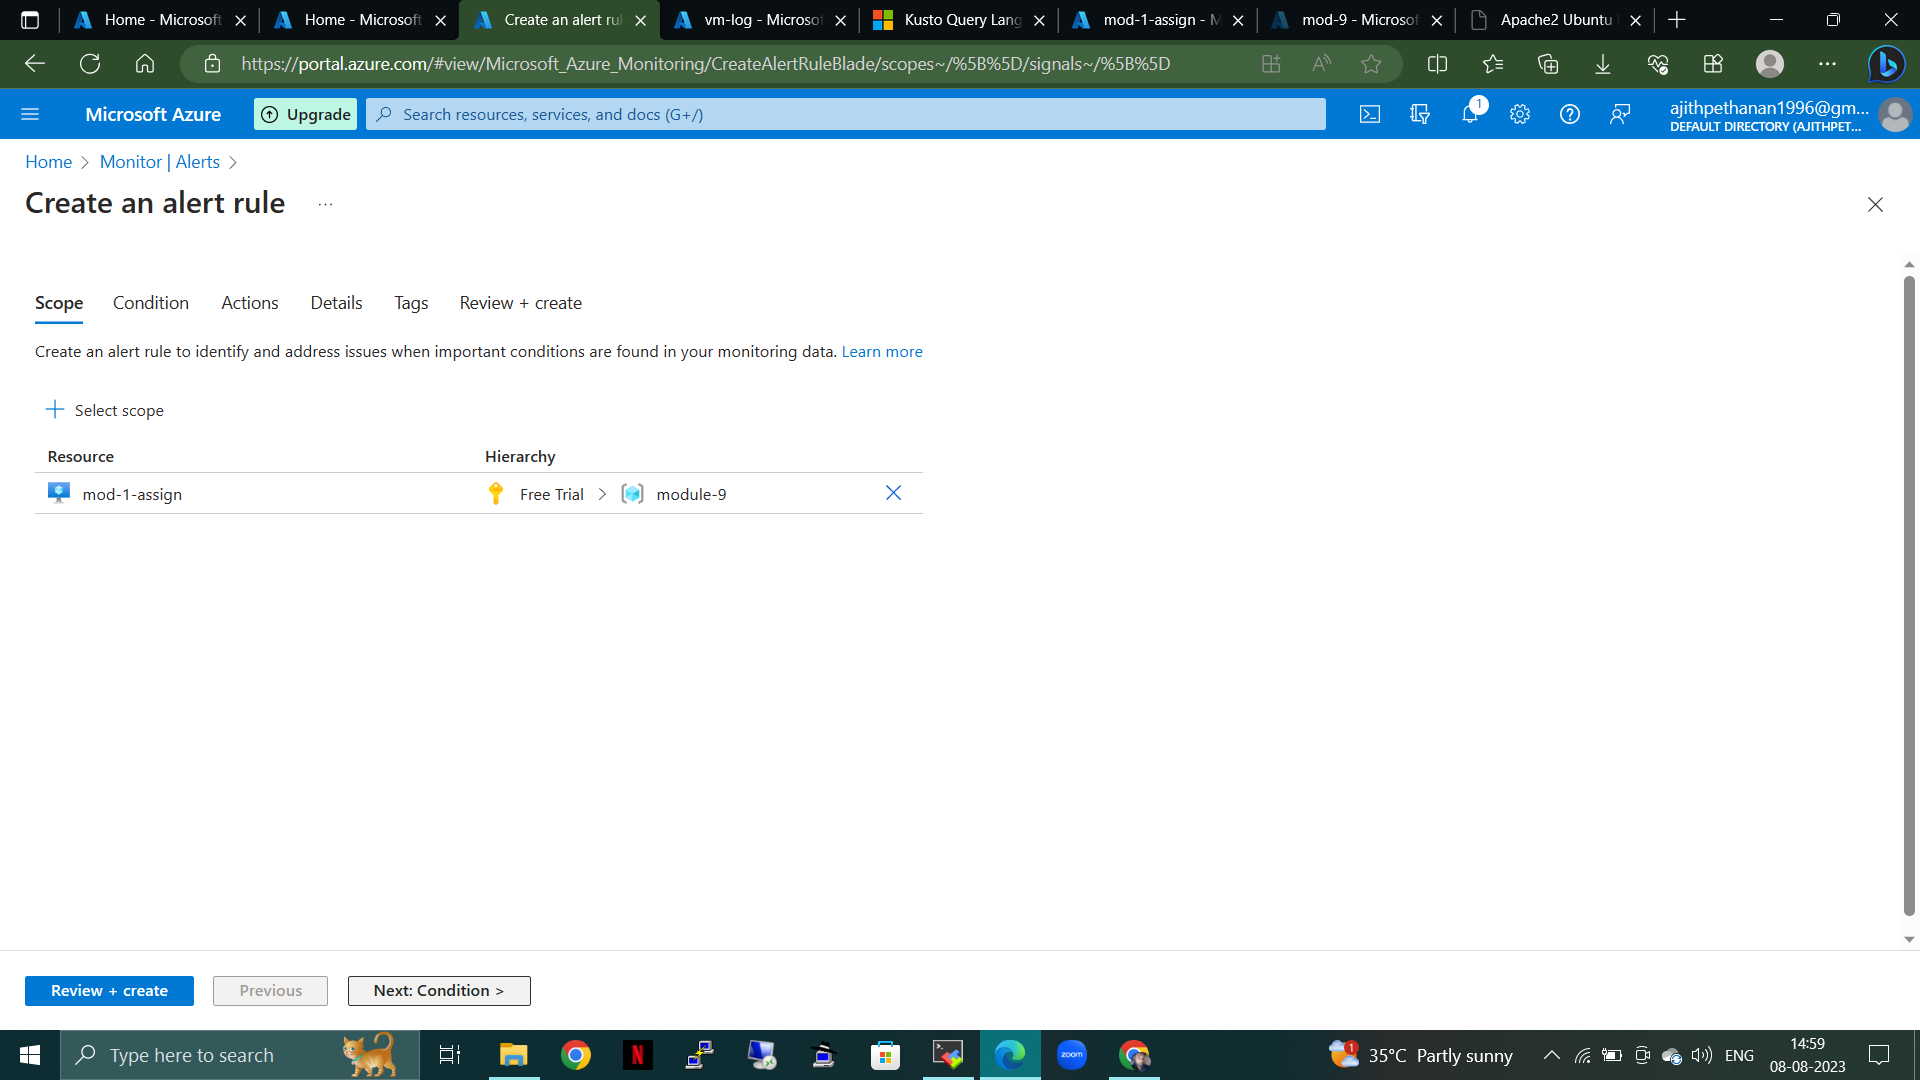 Home - Microsoft
Home - Microsoft
Create an alert rul
vm-log - Microsof
Kusto Query Lang
mod-1-assign - M
mod-9 - Microsof
Apache2 Ubuntu
https://portal.azure.com/#view/Microsoft_Azure_Monitoring/CreateAlertRuleBlade/scopes~/%5B%5D/signals~/%5B%5D
Microsoft Azure
Upgrade
Search resources, services, and docs (G+/)
1
ajithpethanan1996@gm...
DEFAULT DIRECTORY (AJITHPET...
Home > Monitor | Alerts >
Create an alert rule ...
Scope Condition Actions Details Tags Review + create
Create an alert rule to identify and address issues when important conditions are found in your monitoring data. Learn more
+ Select scope
Resource Hierarchy
mod-1-assign Free Trial > module-9
Review + create Previous Next: Condition >
Type here to search
N
zoom
1
35°C Partly sunny
ENG
14:59
08-08-2023